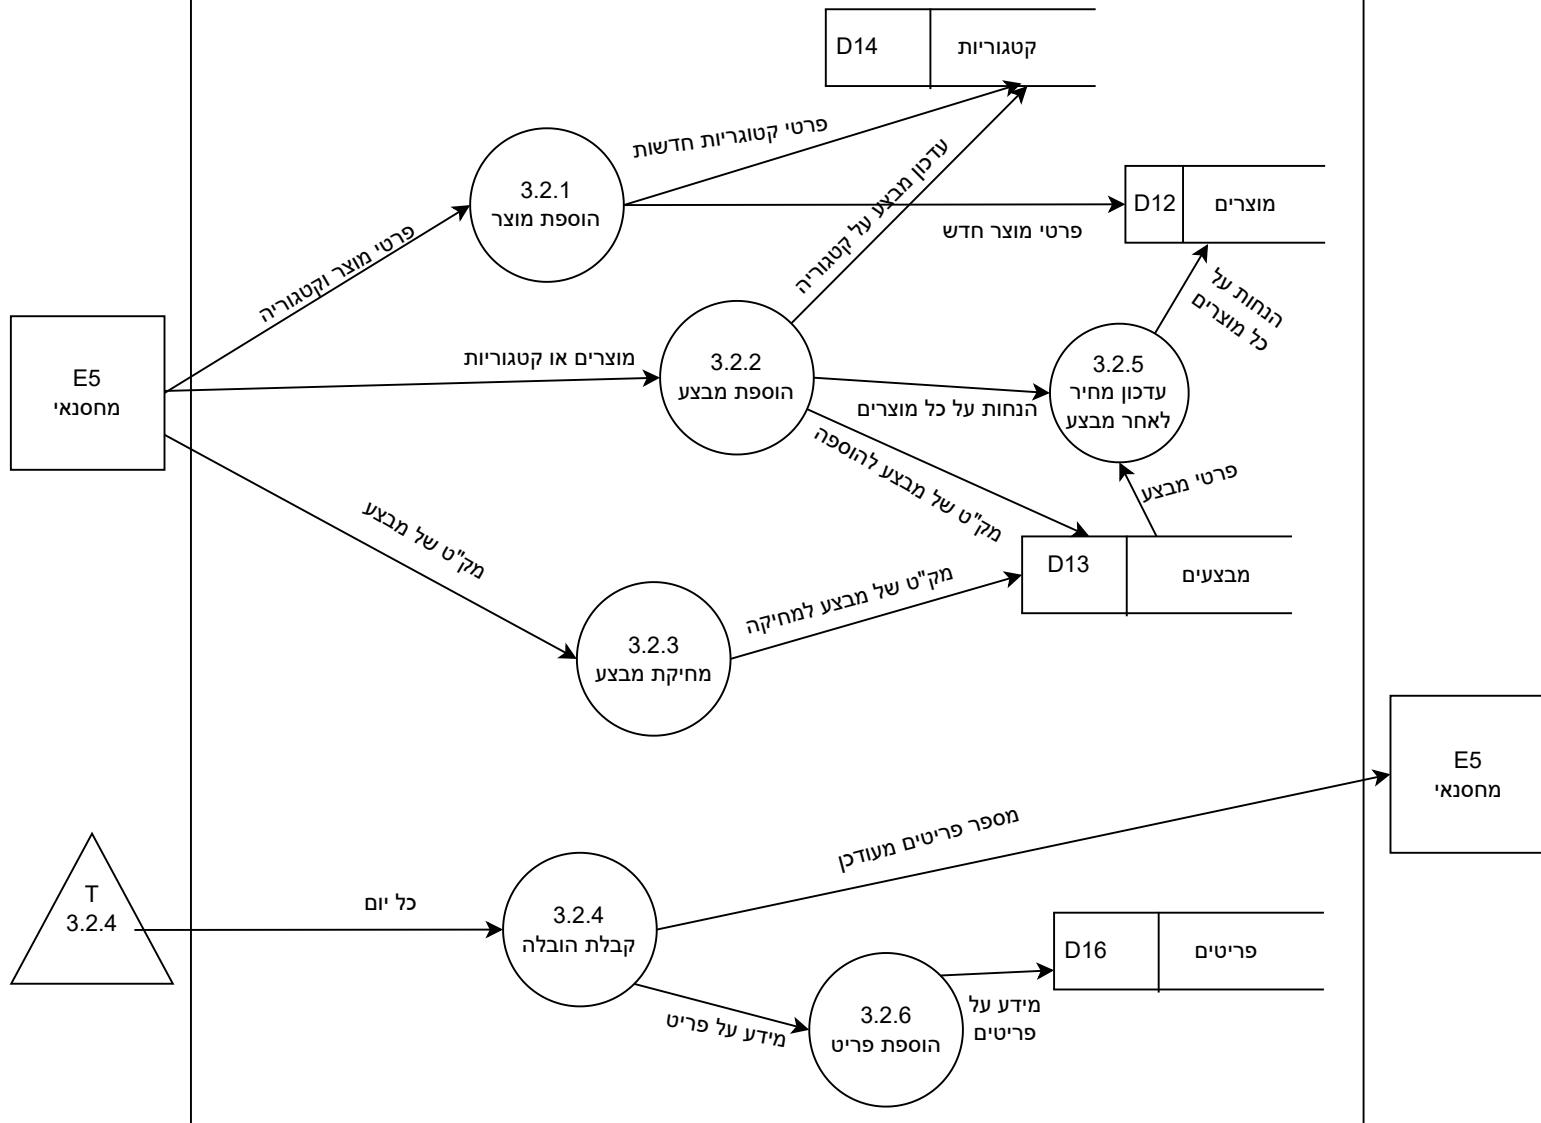 D14
קטגוריות
פרטי קטוגריות חדשות
3.2.1
הוספת מוצר
עדכון מבצע על קטגוריה
D12
מוצרים
פרטי מוצר חדש
פרטי מוצר וקטגוריה
הנחות על
כל מוצרים
E5
מחסנאי
מוצרים או קטגוריות
3.2.2
הוספת מבצע
הנחות על כל מוצרים
3.2.5
עדכון מחיר
לאחר מבצע
מק"ט של מבצע להוספה
פרטי מבצע
מק"ט של מבצע
D13
מבצעים
מק"ט של מבצע למחיקה
3.2.3
מחיקת מבצע
E5
מחסנאי
מספר פריטים מעודכן
T
3.2.4
כל יום
3.2.4
קבלת הובלה
D16
פריטים
מידע על פריט
3.2.6
הוספת פריט
מידע על
פריטים